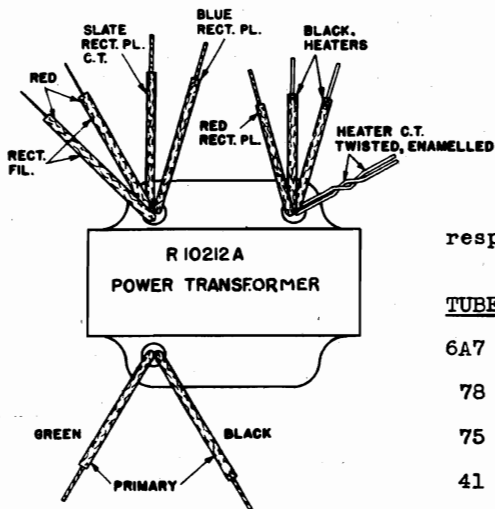 SLATE
RECT. PL.
C.T.
BLUE
RECT. PL.
BLACK,
HEATERS
RED
RECT.
FIL.
RED
RECT. PL.
HEATER C.T.
TWISTED, ENAMELLED
R 10212A
POWER TRANSFORMER
GREEN
BLACK
PRIMARY
resp
TUBE
6A7
78
75
41